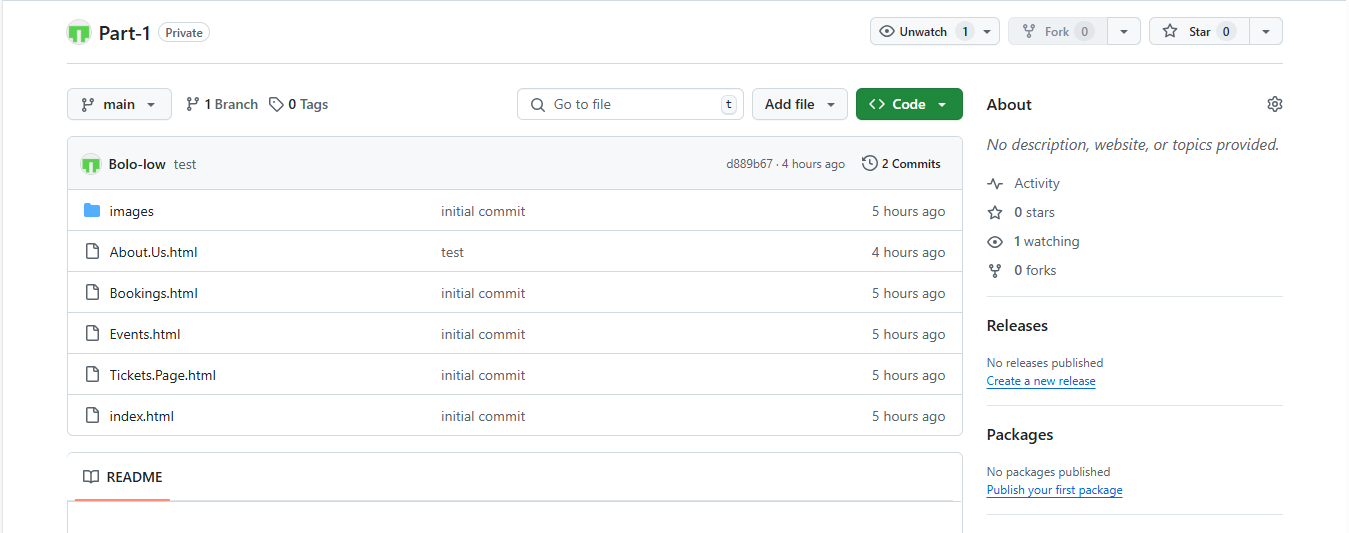 Part-1 Private Unwatch 1 Fork 0 Star 0
main 1 Branch 0 Tags Go to file t Add file Code
Bolo-low test d889b67 · 4 hours ago 2 Commits
images initial commit 5 hours ago
About.Us.html test 4 hours ago
Bookings.html initial commit 5 hours ago
Events.html initial commit 5 hours ago
Tickets.Page.html initial commit 5 hours ago
index.html initial commit 5 hours ago
README
About
No description, website, or topics provided.
Activity
0 stars
1 watching
0 forks
Releases
No releases published
Create a new release
Packages
No packages published
Publish your first package